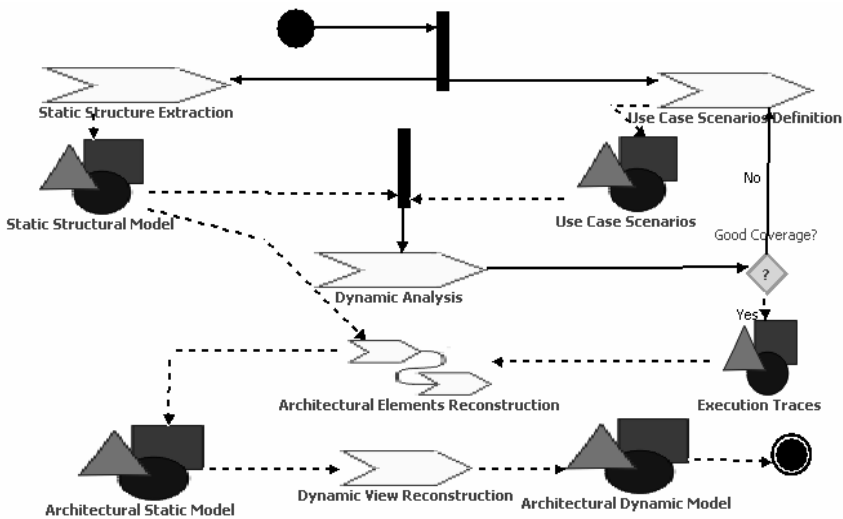 Static Structure Extraction
Use Case Scenarios Definition
No
Static Structural Model
Use Case Scenarios
Good Coverage?
?
Dynamic Analysis
Yes
Architectural Elements Reconstruction
Execution Traces
Dynamic View Reconstruction
Architectural Static Model
Architectural Dynamic Model